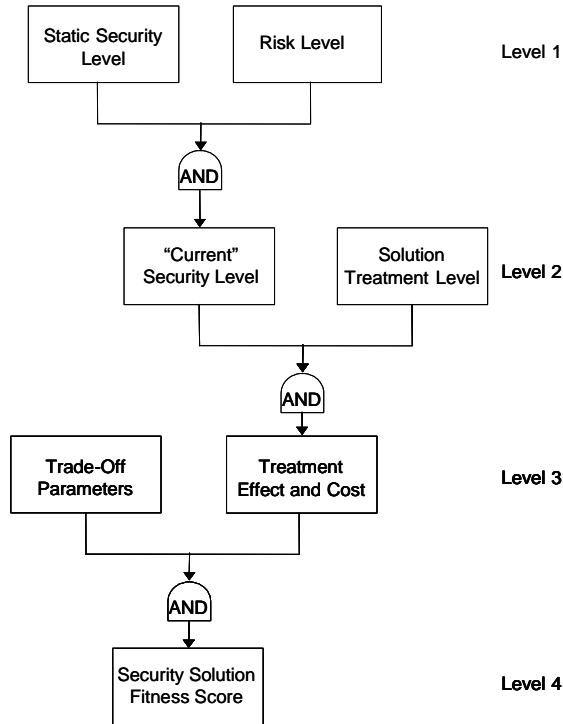 Static Security
Level
Risk Level
Level 1
AND
“Current”
Security Level
Solution
Treatment Level
Level 2
AND
Trade-Off
Parameters
Treatment
Effect and Cost
Level 3
AND
Security Solution
Fitness Score
Level 4